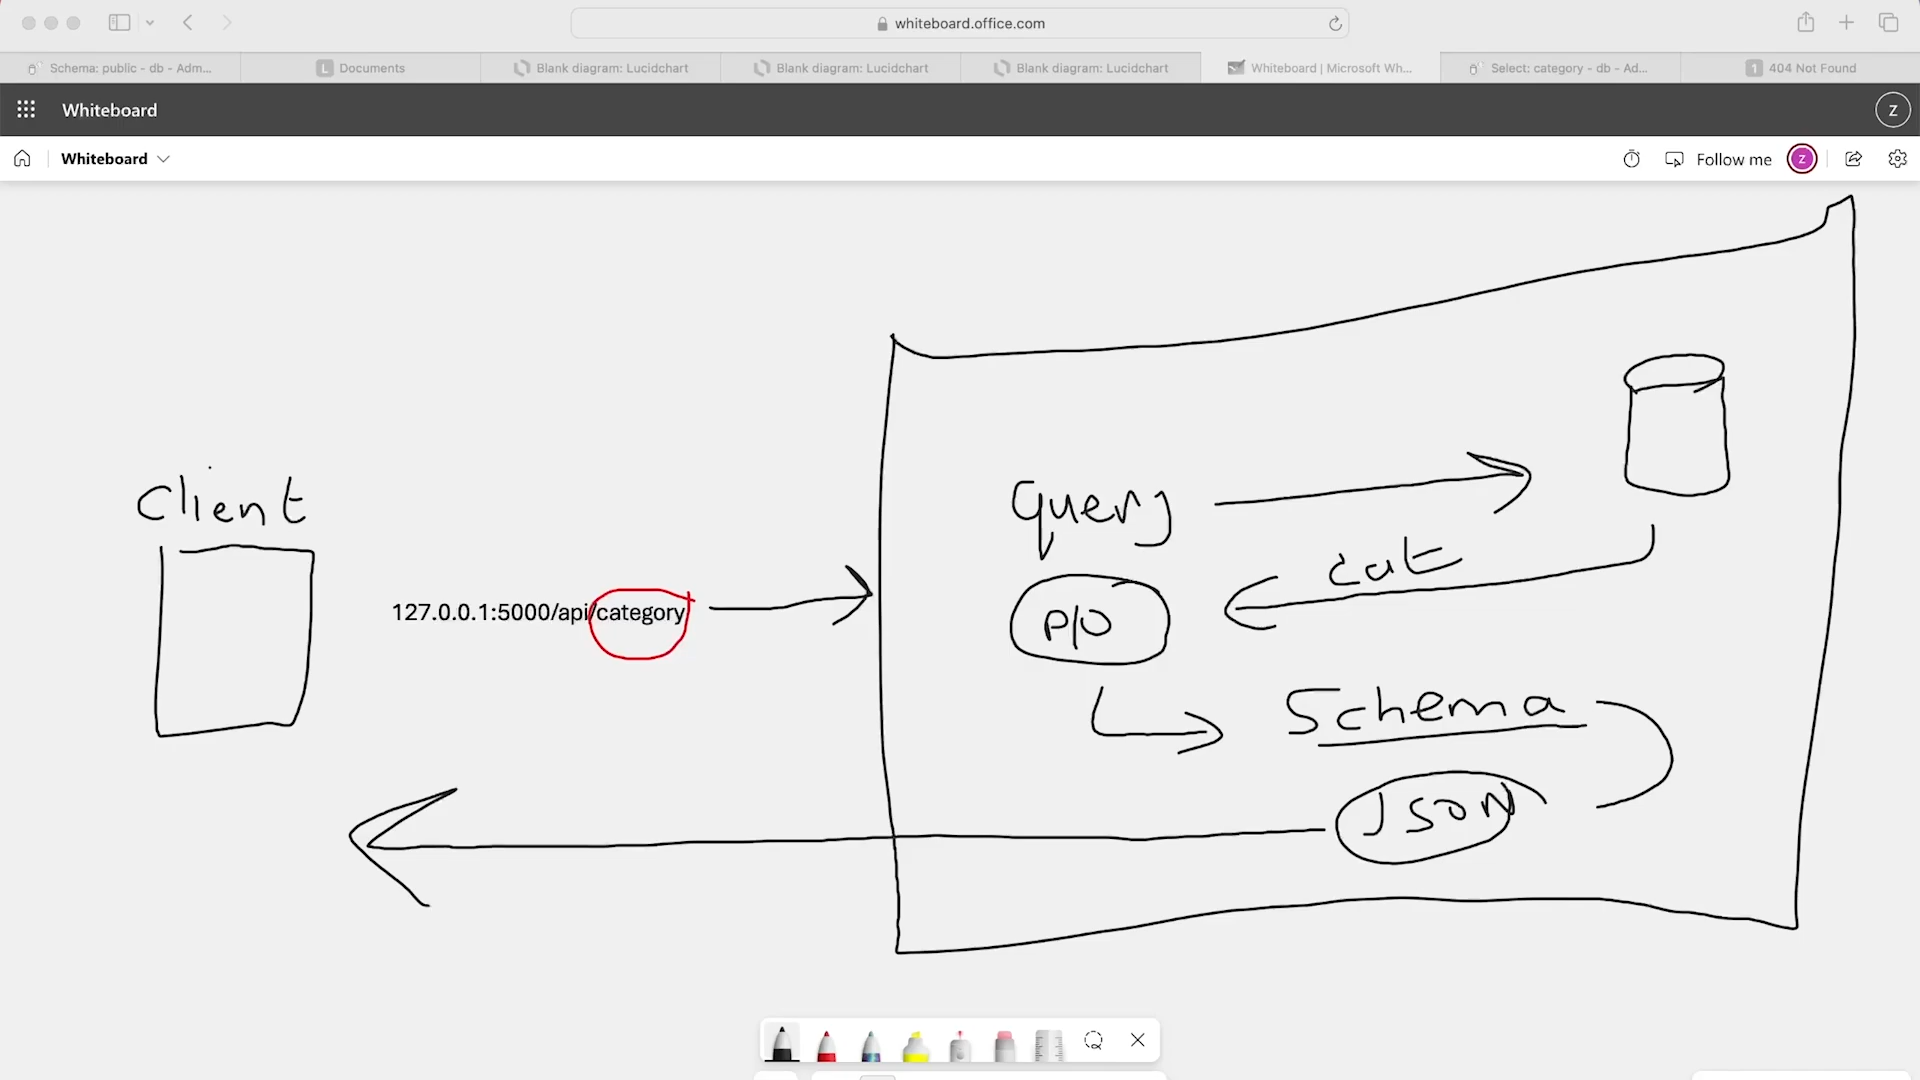 whiteboard.office.com
Schema: public - db - Adm...
L Documents
Blank diagram: Lucidchart
Blank diagram: Lucidchart
Blank diagram: Lucidchart
Whiteboard | Microsoft Wh...
Select: category - db - Ad...
1 404 Not Found
Whiteboard
Z
Whiteboard
Follow me
Z
Client
127.0.0.1:5000/api/category
query
cat
P/O
Schema
JSON